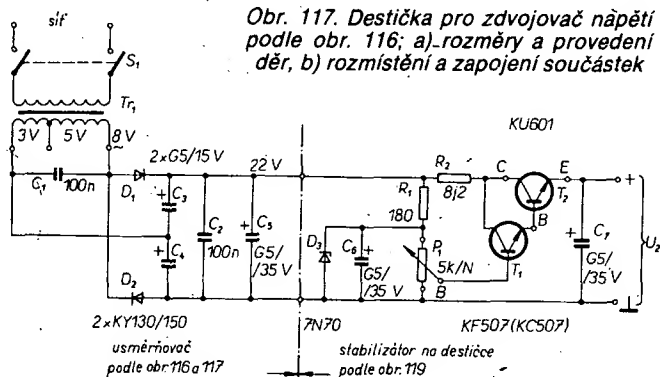 Obr. 117. Destička pro zdvojovač napětí
podle obr. 116; a) rozměry a provedení
děr, b) rozmístění a zapojení součástek
síť
S₁
Tr₁
3V 5V 8V
~
C₁ 100n
D₁
2×G5/15 V
C₃
C₄
D₂
2×KY130/150
C₂
100n
22 V
C₅
G5/
/35 V
7N70
D₃
C₆
G5/
/35 V
R₁
180
P₁
5k/N
B
R₂
8j2
KU601
C
E
T₂
B
T₁
KF507(KC507)
C₇
G5/
/35 V
U₂
+
usměrňovač
podle obr. 116 a 117
stabilizátor na destičce
podle obr. 119